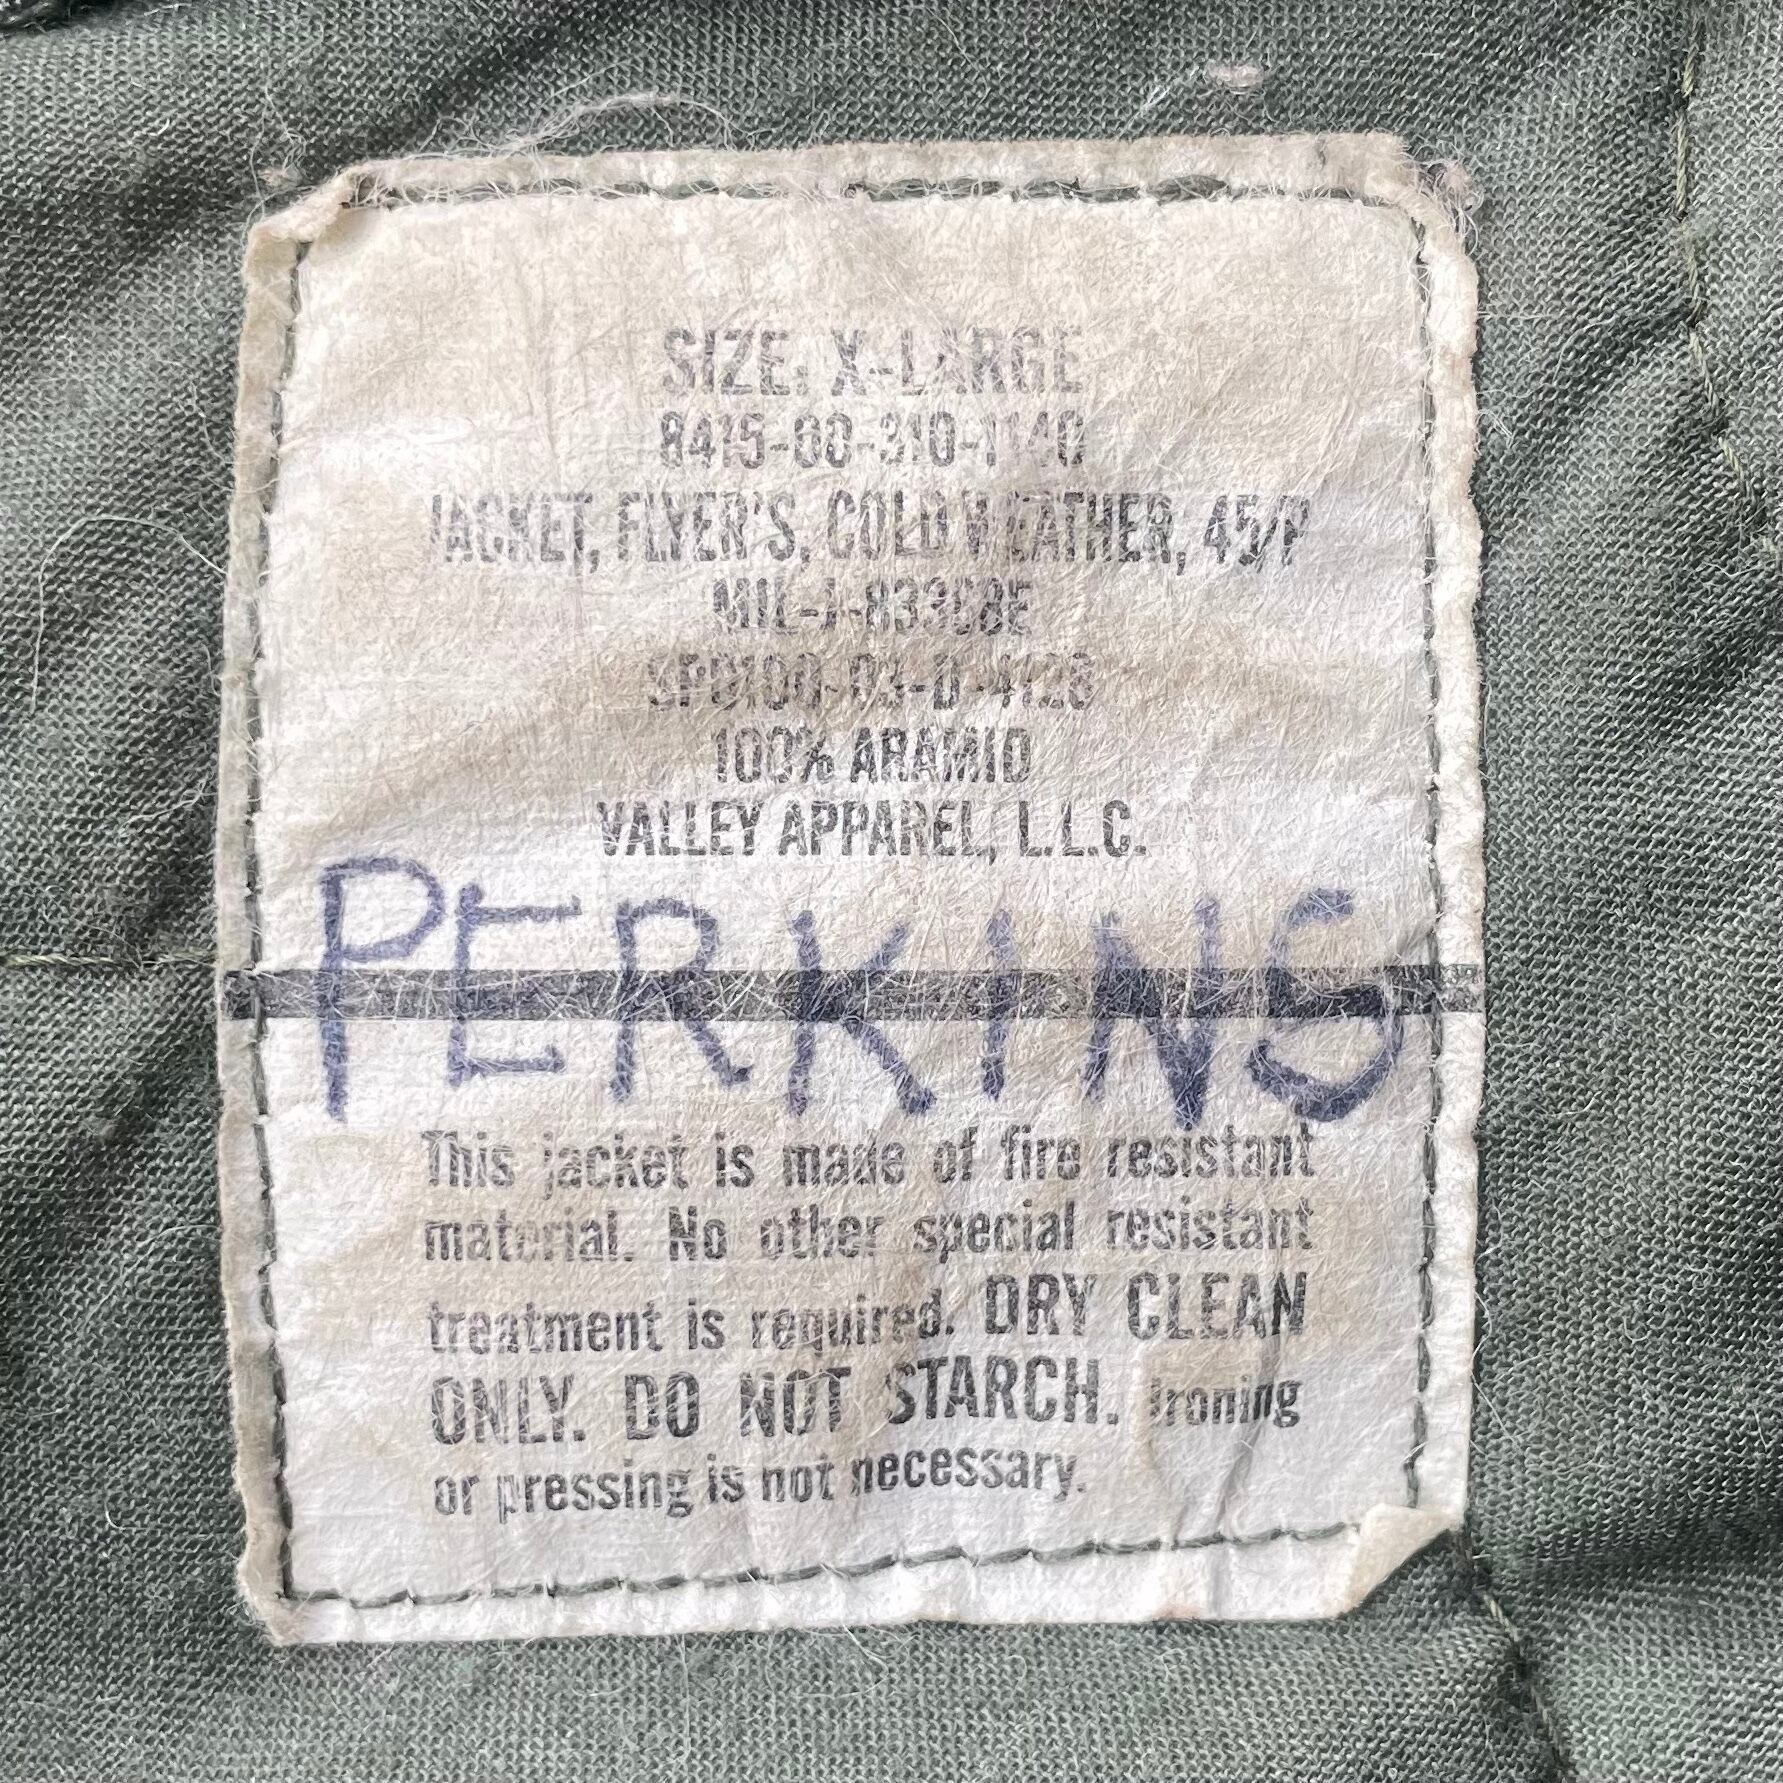 SIZE: X-LARGE
8415-00-310-1140
JACKET, FLYER'S, COLD WEATHER, 45/P
MIL-J-83388E
SP0100-03-D-4128
100% ARAMID
VALLEY APPAREL, L.L.C.
PERKINS
This jacket is made of fire resistant
material. No other special resistant
treatment is required. DRY CLEAN
ONLY. DO NOT STARCH. Ironing
or pressing is not necessary.